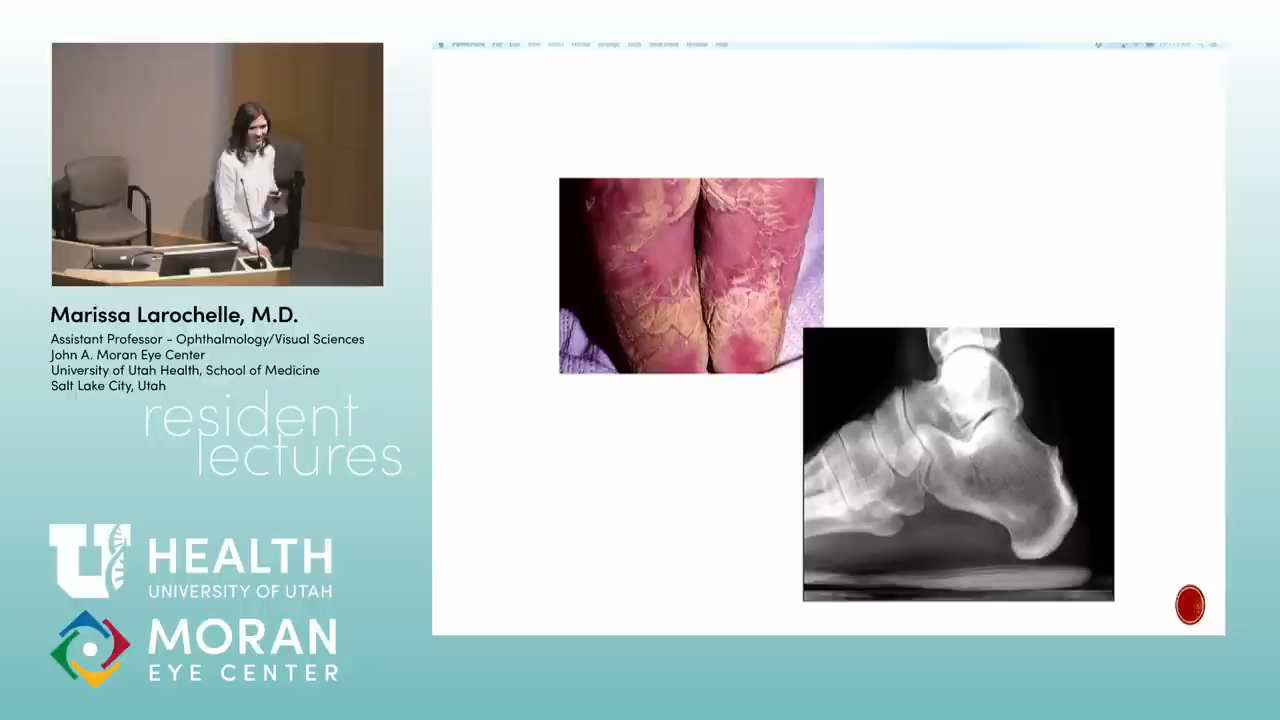 Marissa Larochelle, M.D.
Assistant Professor - Ophthalmology/Visual Sciences
John A. Moran Eye Center
University of Utah Health, School of Medicine
Salt Lake City, Utah
resident
lectures
U HEALTH
UNIVERSITY OF UTAH
MORAN
EYE CENTER